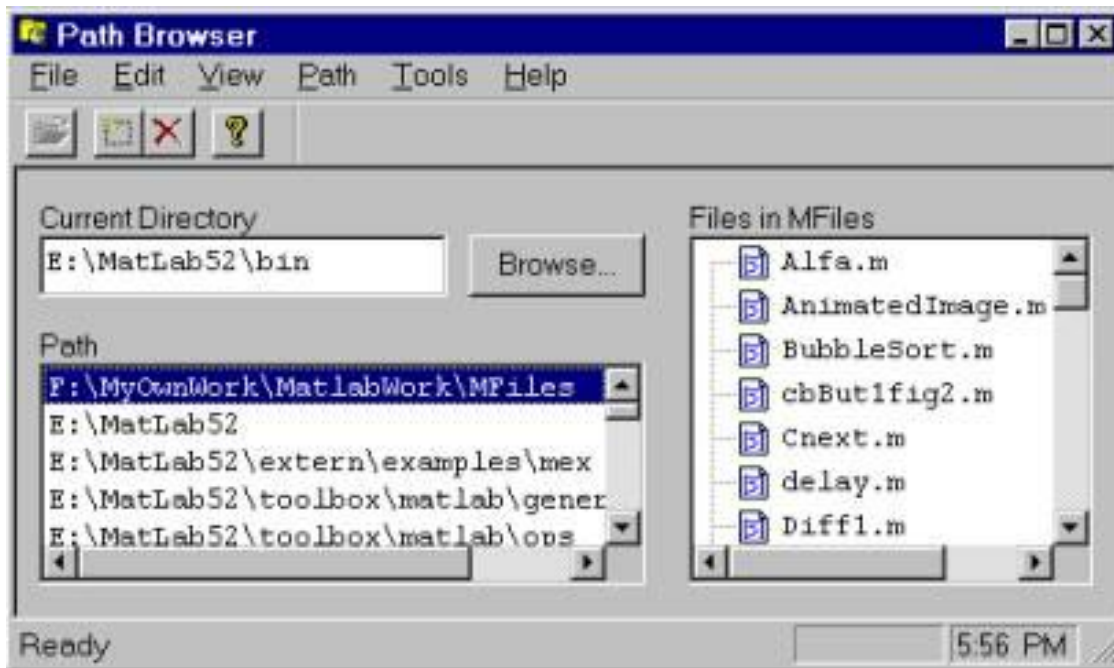 Path Browser
File Edit View Path Tools Help
Current Directory
E:\MatLab52\bin
Browse...
Path
F:\MyOwnWork\MatlabWork\MFiles
E:\MatLab52
E:\MatLab52\extern\examples\mex
E:\MatLab52\toolbox\matlab\gener
E:\MatLab52\toolbox\matlab\ops
Files in MFiles
Alfa.m
AnimatedImage.m
BubbleSort.m
cbBut1fig2.m
Cnext.m
delay.m
Diff1.m
Ready
5:56 PM